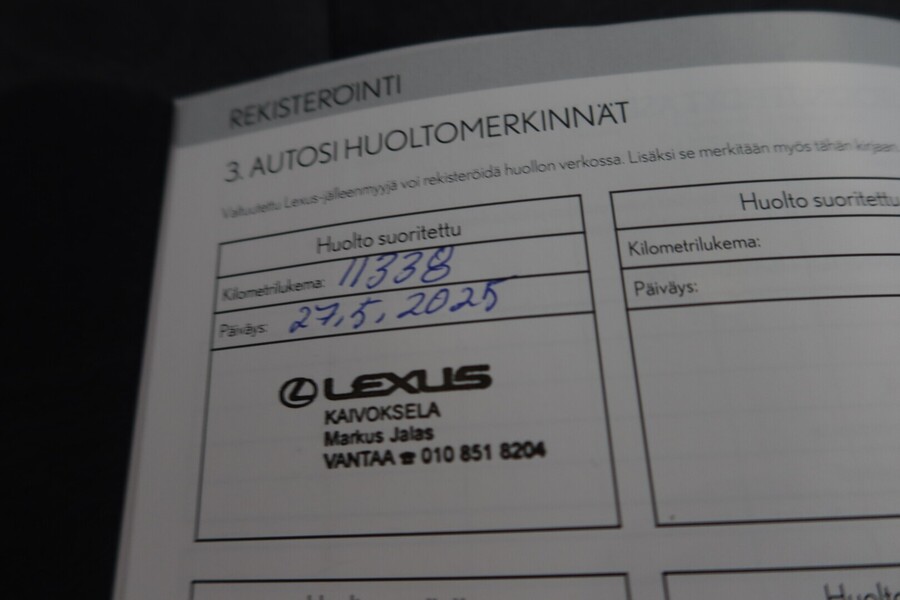 REKISTERÖINTI
3. AUTOSI HUOLTOMERKINNÄT
Valtuutettu Lexus-jälleenmyyjä voi rekisteröidä huollon verkossa. Lisäksi se merkitään myös tähän kirjaan.
Huolto suoritettu
Kilometrilukema: 11338
Päiväys: 27.5.2025
LEXUS
KAIVOKSELA
Markus Jalas
VANTAA ☎ 010 851 8204
Huolto suoritettu
Kilometrilukema:
Päiväys: